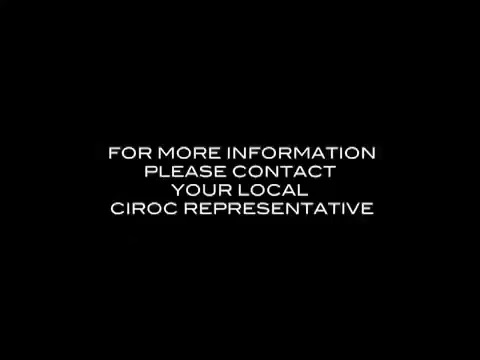 FOR MORE INFORMATION
PLEASE CONTACT
YOUR LOCAL
CIROC REPRESENTATIVE